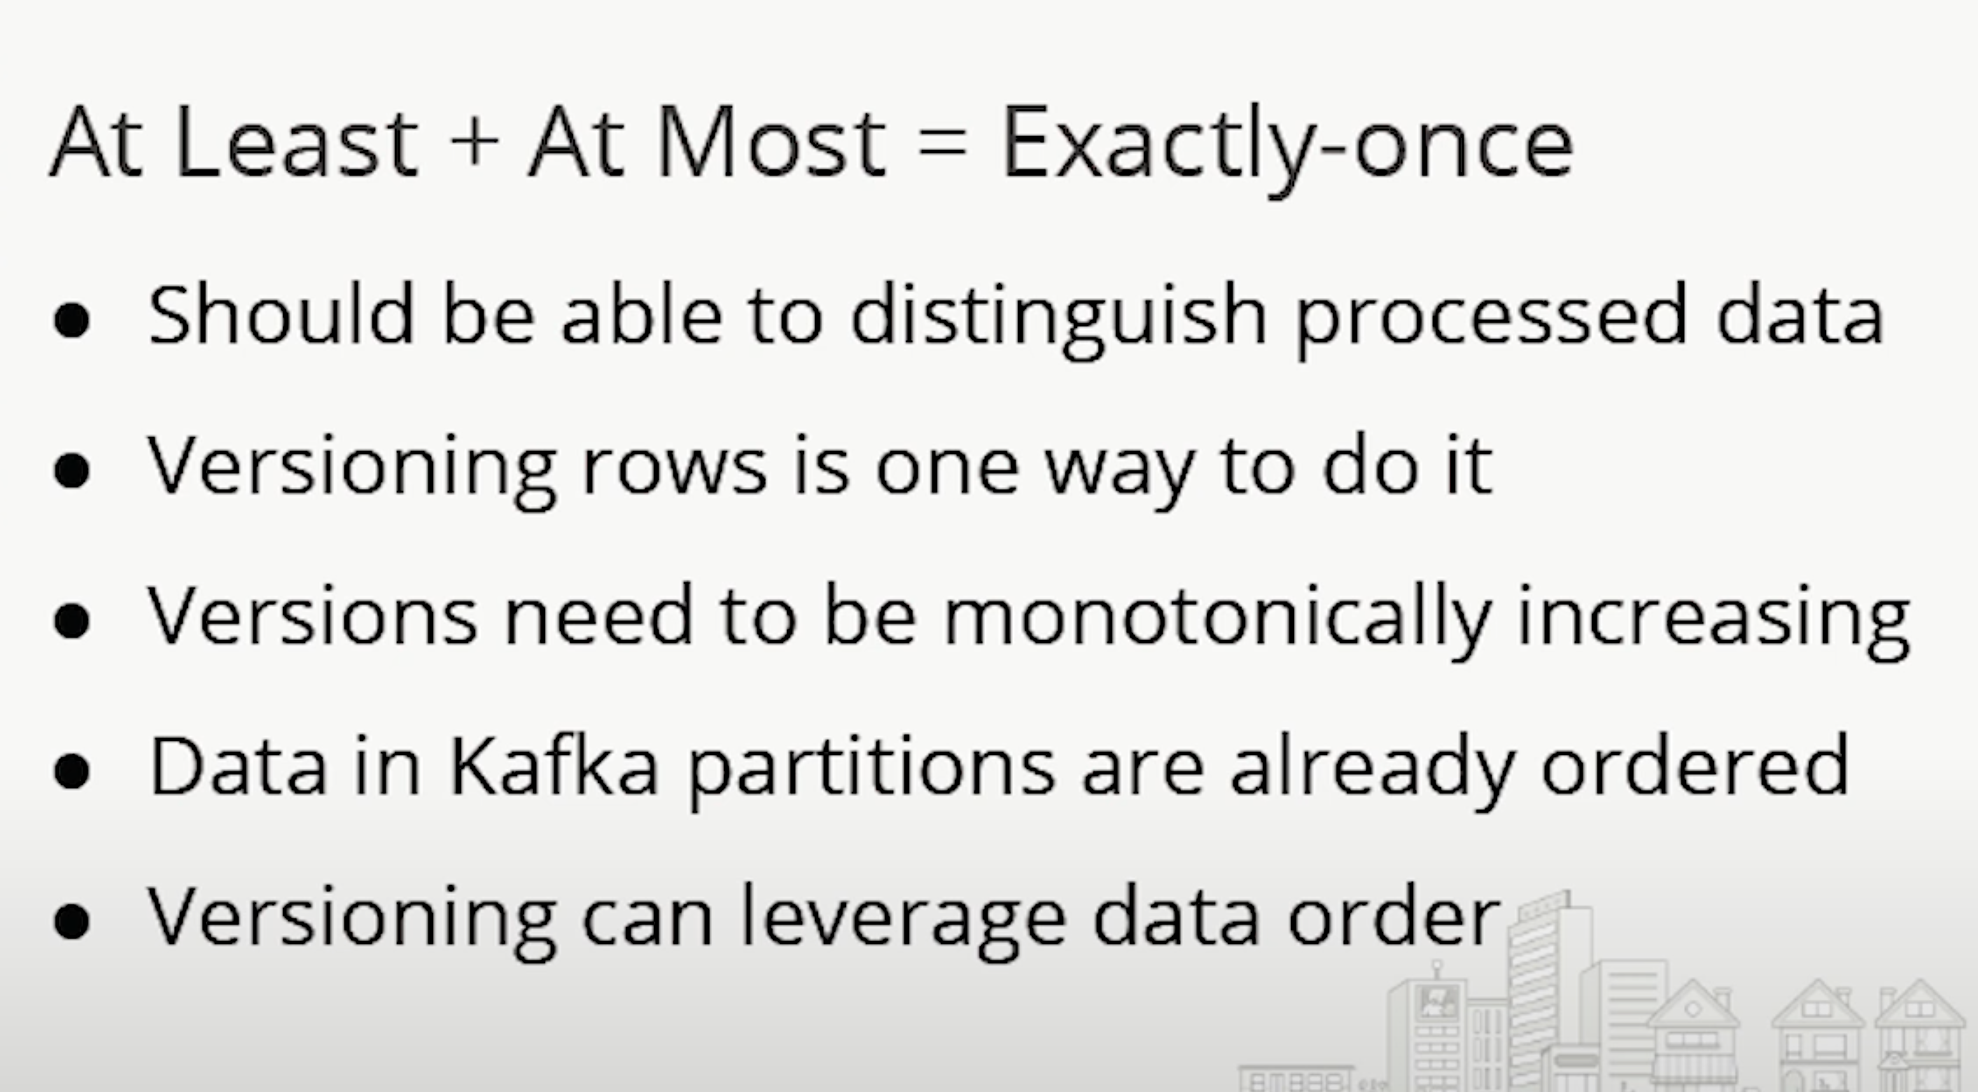 At Least + At Most = Exactly-once
● Should be able to distinguish processed data
● Versioning rows is one way to do it
● Versions need to be monotonically increasing
● Data in Kafka partitions are already ordered
● Versioning can leverage data order